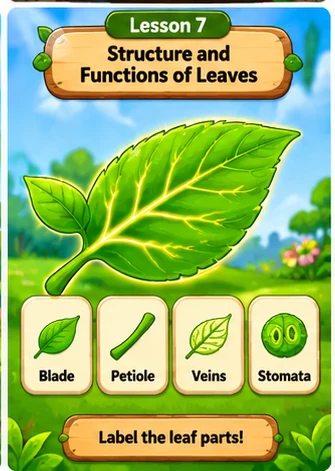 Lesson 7
Structure and
Functions of Leaves
Blade
Petiole
Veins
Stomata
Label the leaf parts!